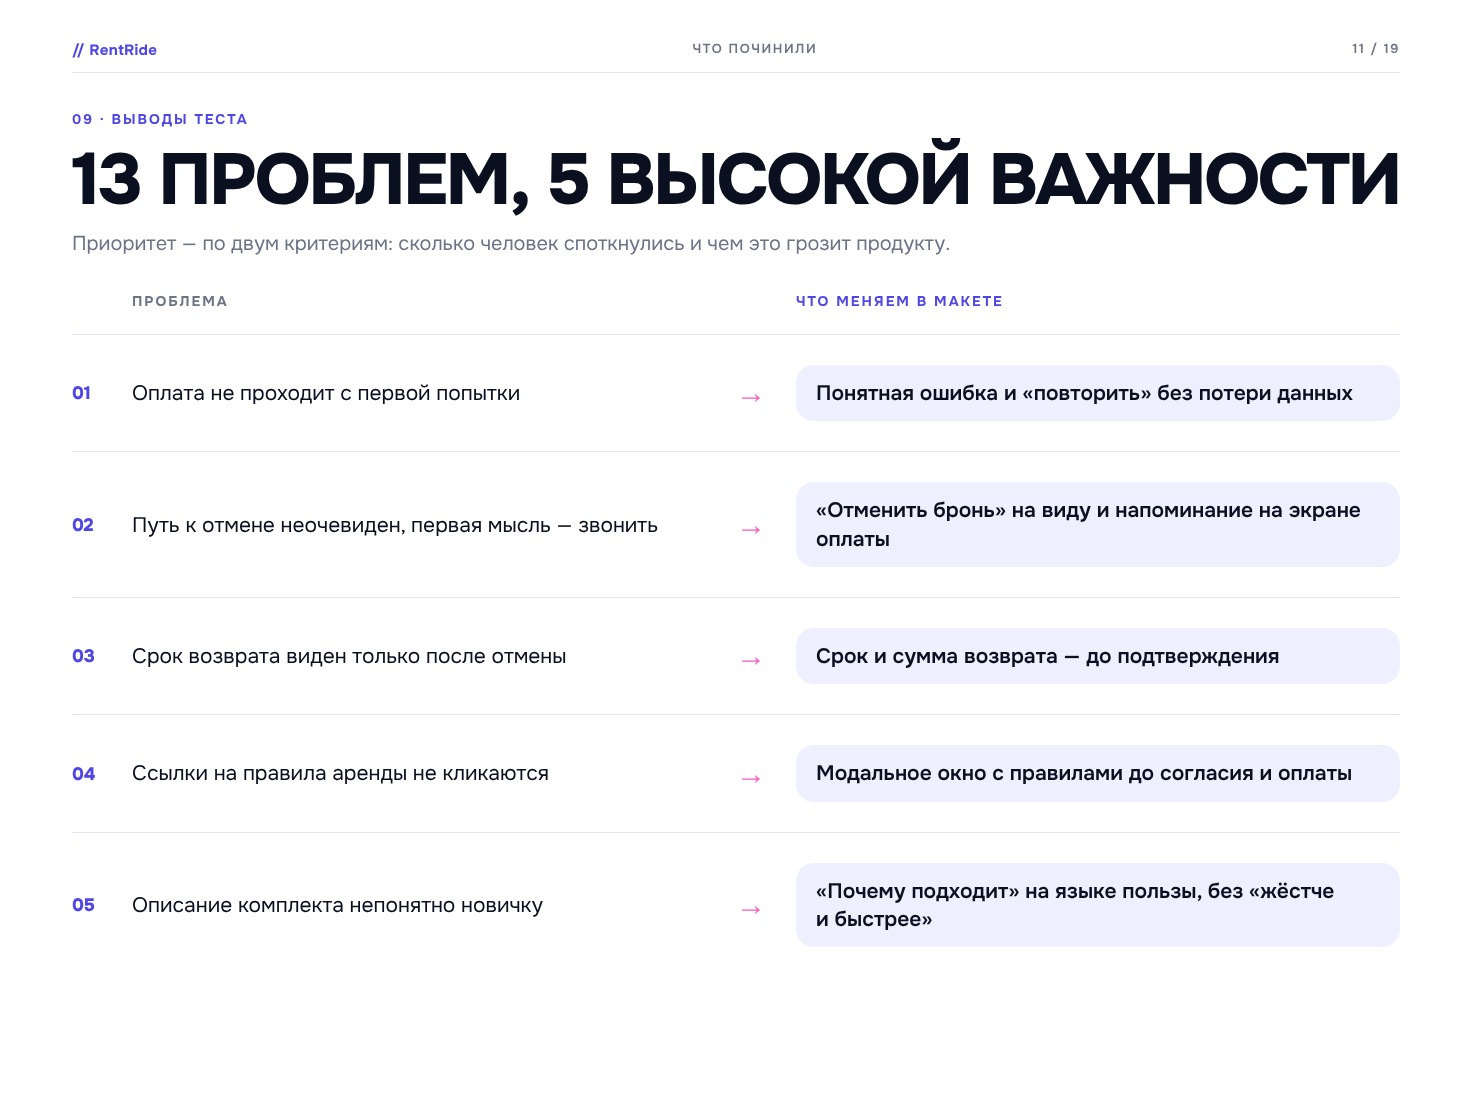 // RentRide
ЧТО ПОЧИНИЛИ
11 / 19
09 · ВЫВОДЫ ТЕСТА
13 ПРОБЛЕМ, 5 ВЫСОКОЙ ВАЖНОСТИ
Приоритет — по двум критериям: сколько человек споткнулись и чем это грозит продукту.
ПРОБЛЕМА
ЧТО МЕНЯЕМ В МАКЕТЕ
01 Оплата не проходит с первой попытки → Понятная ошибка и «повторить» без потери данных
02 Путь к отмене неочевиден, первая мысль — звонить → «Отменить бронь» на виду и напоминание на экране
оплаты
03 Срок возврата виден только после отмены → Срок и сумма возврата — до подтверждения
04 Ссылки на правила аренды не кликаются → Модальное окно с правилами до согласия и оплаты
05 Описание комплекта непонятно новичку → «Почему подходит» на языке пользы, без «жёстче
и быстрее»